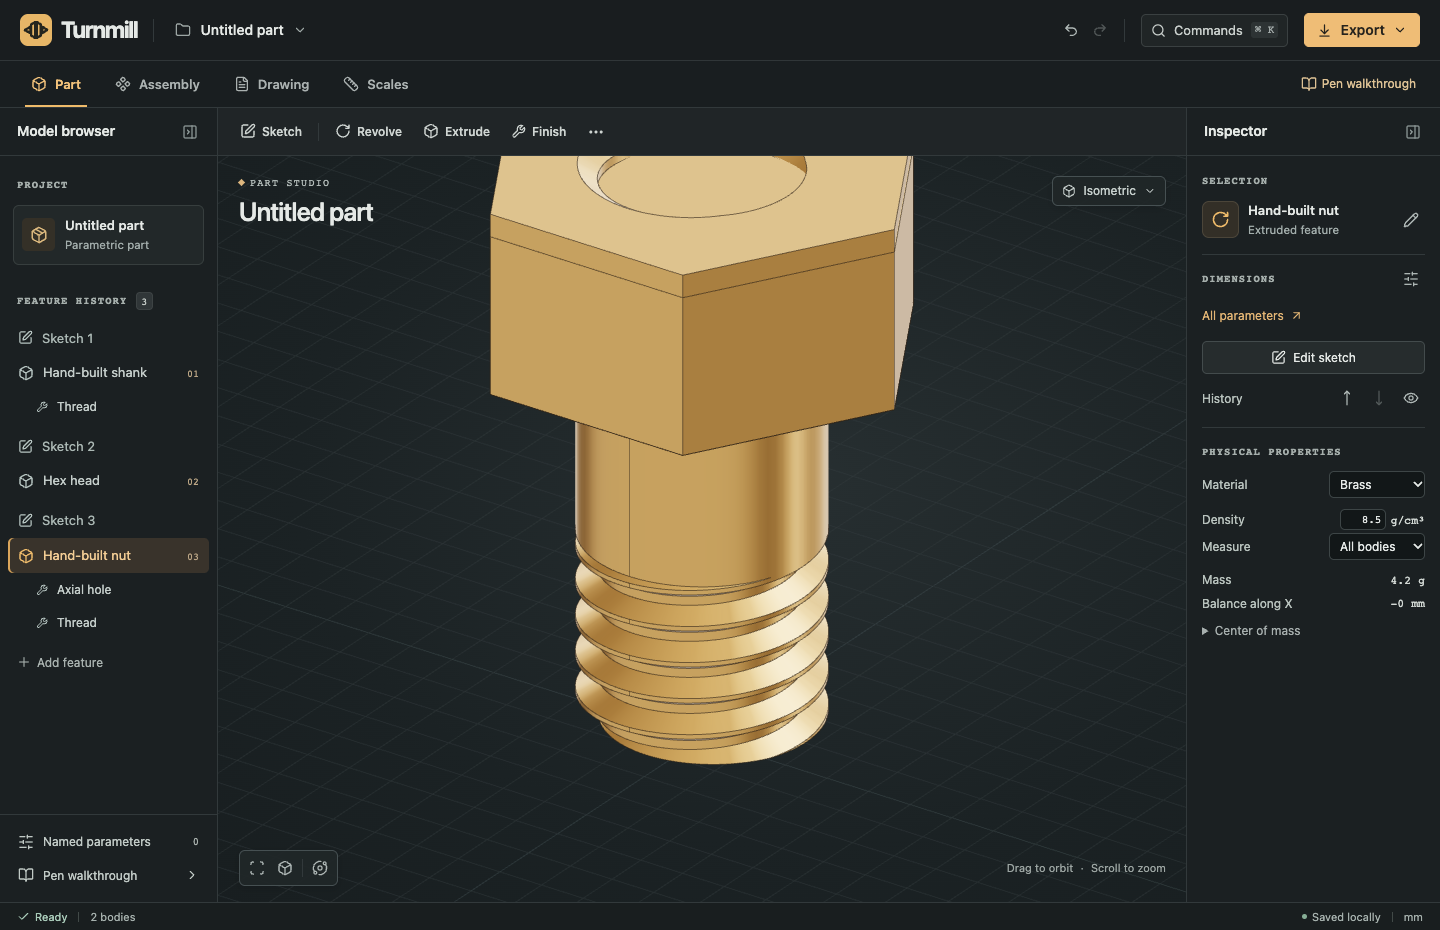 Turnmill
Untitled part
Commands ⌘ K
Export
Part
Assembly
Drawing
Scales
Pen walkthrough
Model browser
PROJECT
Untitled part
Parametric part
FEATURE HISTORY 3
Sketch 1
Hand-built shank 01
Thread
Sketch 2
Hex head 02
Sketch 3
Hand-built nut 03
Axial hole
Thread
Add feature
Named parameters 0
Pen walkthrough
Sketch
Revolve
Extrude
Finish
PART STUDIO
Untitled part
Isometric
Drag to orbit · Scroll to zoom
Inspector
SELECTION
Hand-built nut
Extruded feature
DIMENSIONS
All parameters
Edit sketch
History
PHYSICAL PROPERTIES
Material Brass
Density 8.5 g/cm³
Measure All bodies
Mass 4.2 g
Balance along X −0 mm
Center of mass
Ready
2 bodies
Saved locally
mm